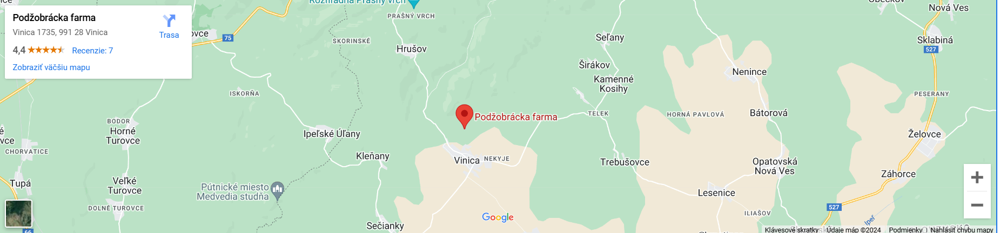 Podžobrácka farma
Vinica 1735, 991 28 Vinica
4,4
Recenzie: 7
Zobraziť väčšiu mapu
Trasa
Rozhľadňa Prašný vrch
PRAŠNÝ VRCH
Nová Ves
ovce
75
SKORINSKÉ
Hrušov
Seľany
Sklabiná
527
Širákov
Nenince
Kamenné
Kosihy
ISKORŇA
PESERANY
BODOR
Horné
Turovce
Podžobrácka farma
TELEK
HORNÁ PAVLOVÁ
Bátorová
Ipeľské Úľany
Želovce
vce
CHORVATICE
Kleňany
Vinica
NEKYJE
Trebušovce
Opatovská
Nová Ves
Záhorce
Tupá
Veľké
Turovce
Pútnické miesto
Medvedia studňa
Lesenice
DOLNÉ TUROVCE
527
ILIAŠOV
Ipeľ
Google
Sečianky
66
Klávesové skratky
Údaje máp ©2024
Podmienky
Nahlásiť chybu mapy